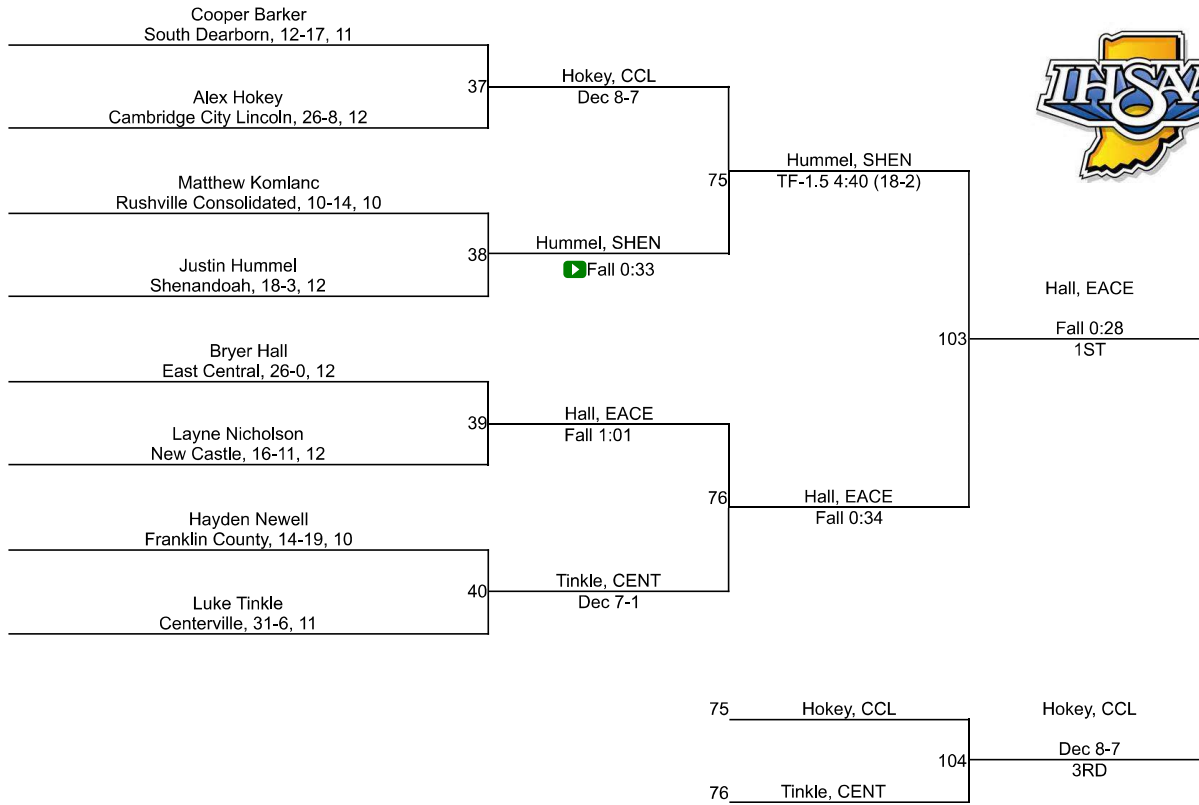 Cooper Barker
South Dearborn, 12-17, 11
37
Hokey, CCL
Dec 8-7
Alex Hokey
Cambridge City Lincoln, 26-8, 12
IHSAA
75
Hummel, SHEN
TF-1.5 4:40 (18-2)
Matthew Komlanc
Rushville Consolidated, 10-14, 10
38
Hummel, SHEN
Fall 0:33
Justin Hummel
Shenandoah, 18-3, 12
103
Hall, EACE
Fall 0:28
1ST
Bryer Hall
East Central, 26-0, 12
39
Hall, EACE
Fall 1:01
Layne Nicholson
New Castle, 16-11, 12
76
Hall, EACE
Fall 0:34
Hayden Newell
Franklin County, 14-19, 10
40
Tinkle, CENT
Dec 7-1
Luke Tinkle
Centerville, 31-6, 11
75
Hokey, CCL
104
Hokey, CCL
Dec 8-7
3RD
76
Tinkle, CENT